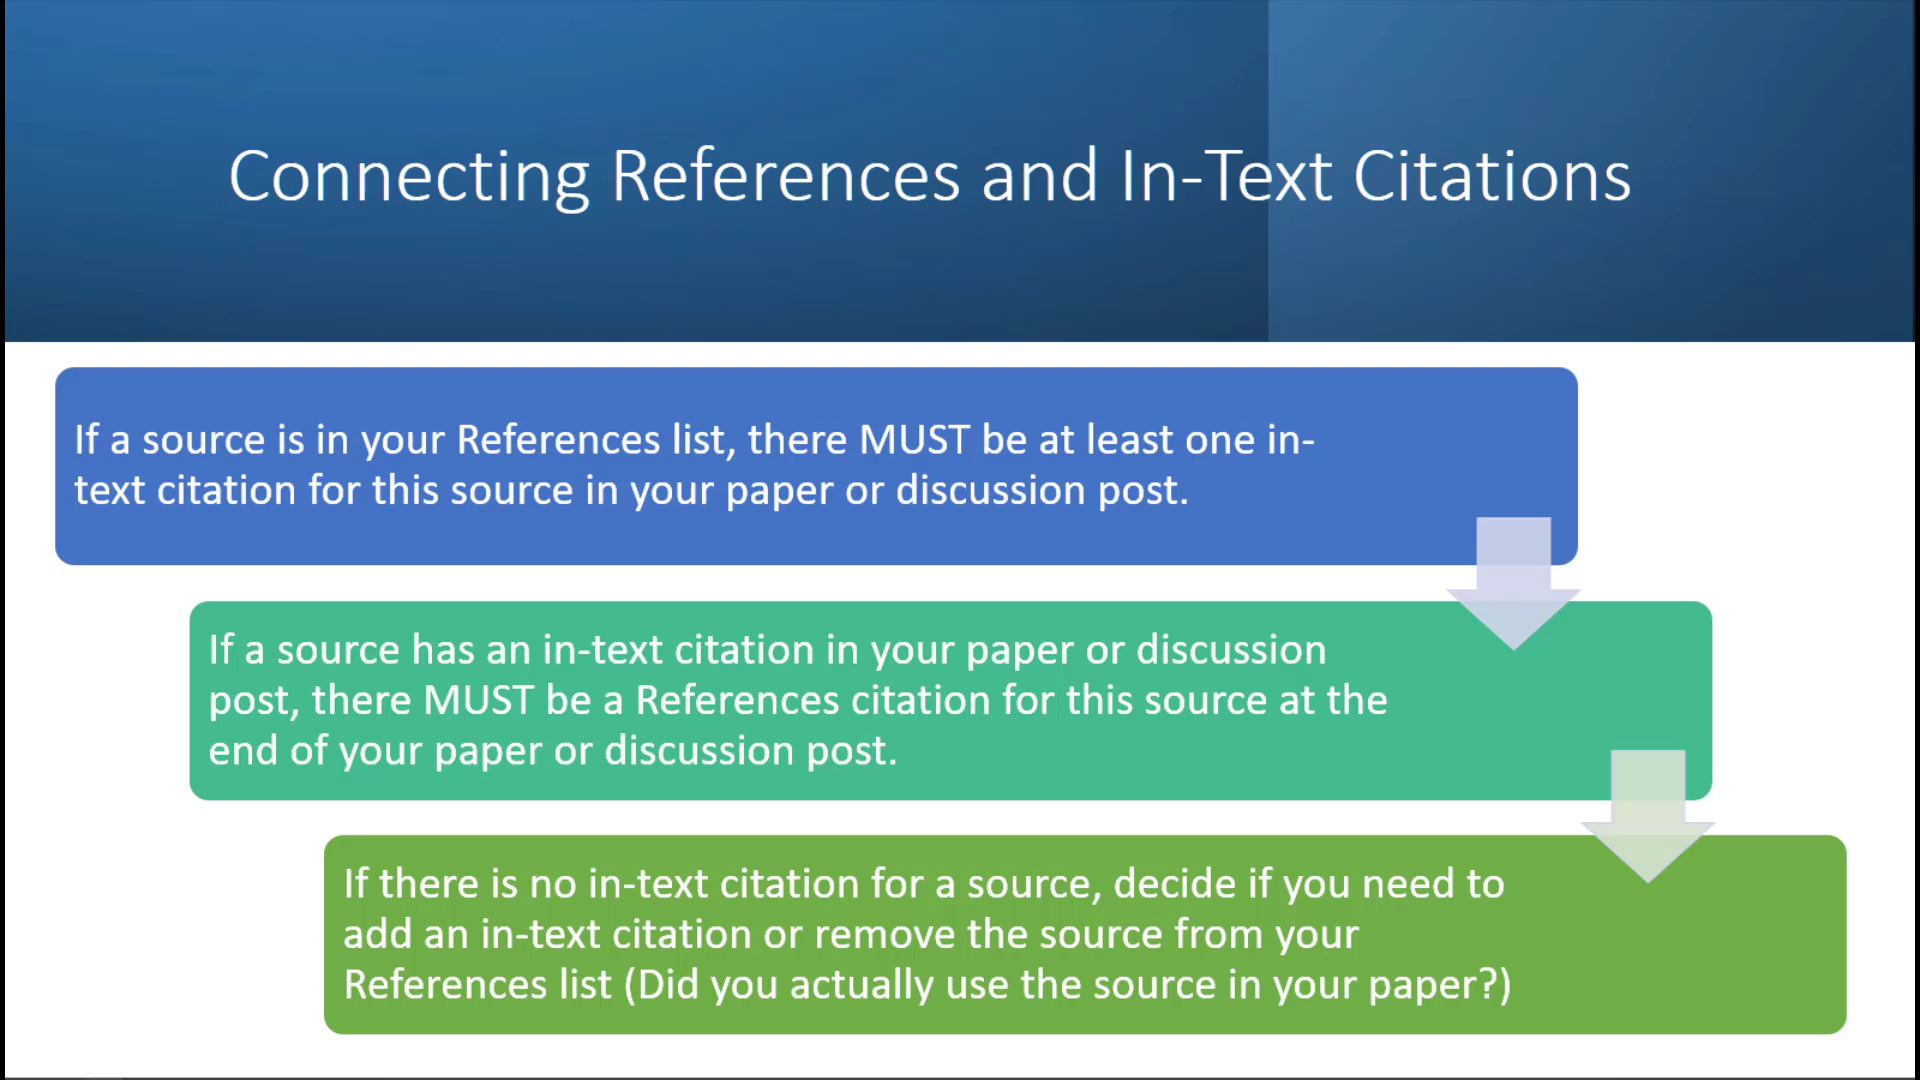 Connecting References and In-Text Citations
If a source is in your References list, there MUST be at least one in-
text citation for this source in your paper or discussion post.
If a source has an in-text citation in your paper or discussion
post, there MUST be a References citation for this source at the
end of your paper or discussion post.
If there is no in-text citation for a source, decide if you need to
add an in-text citation or remove the source from your
References list (Did you actually use the source in your paper?)